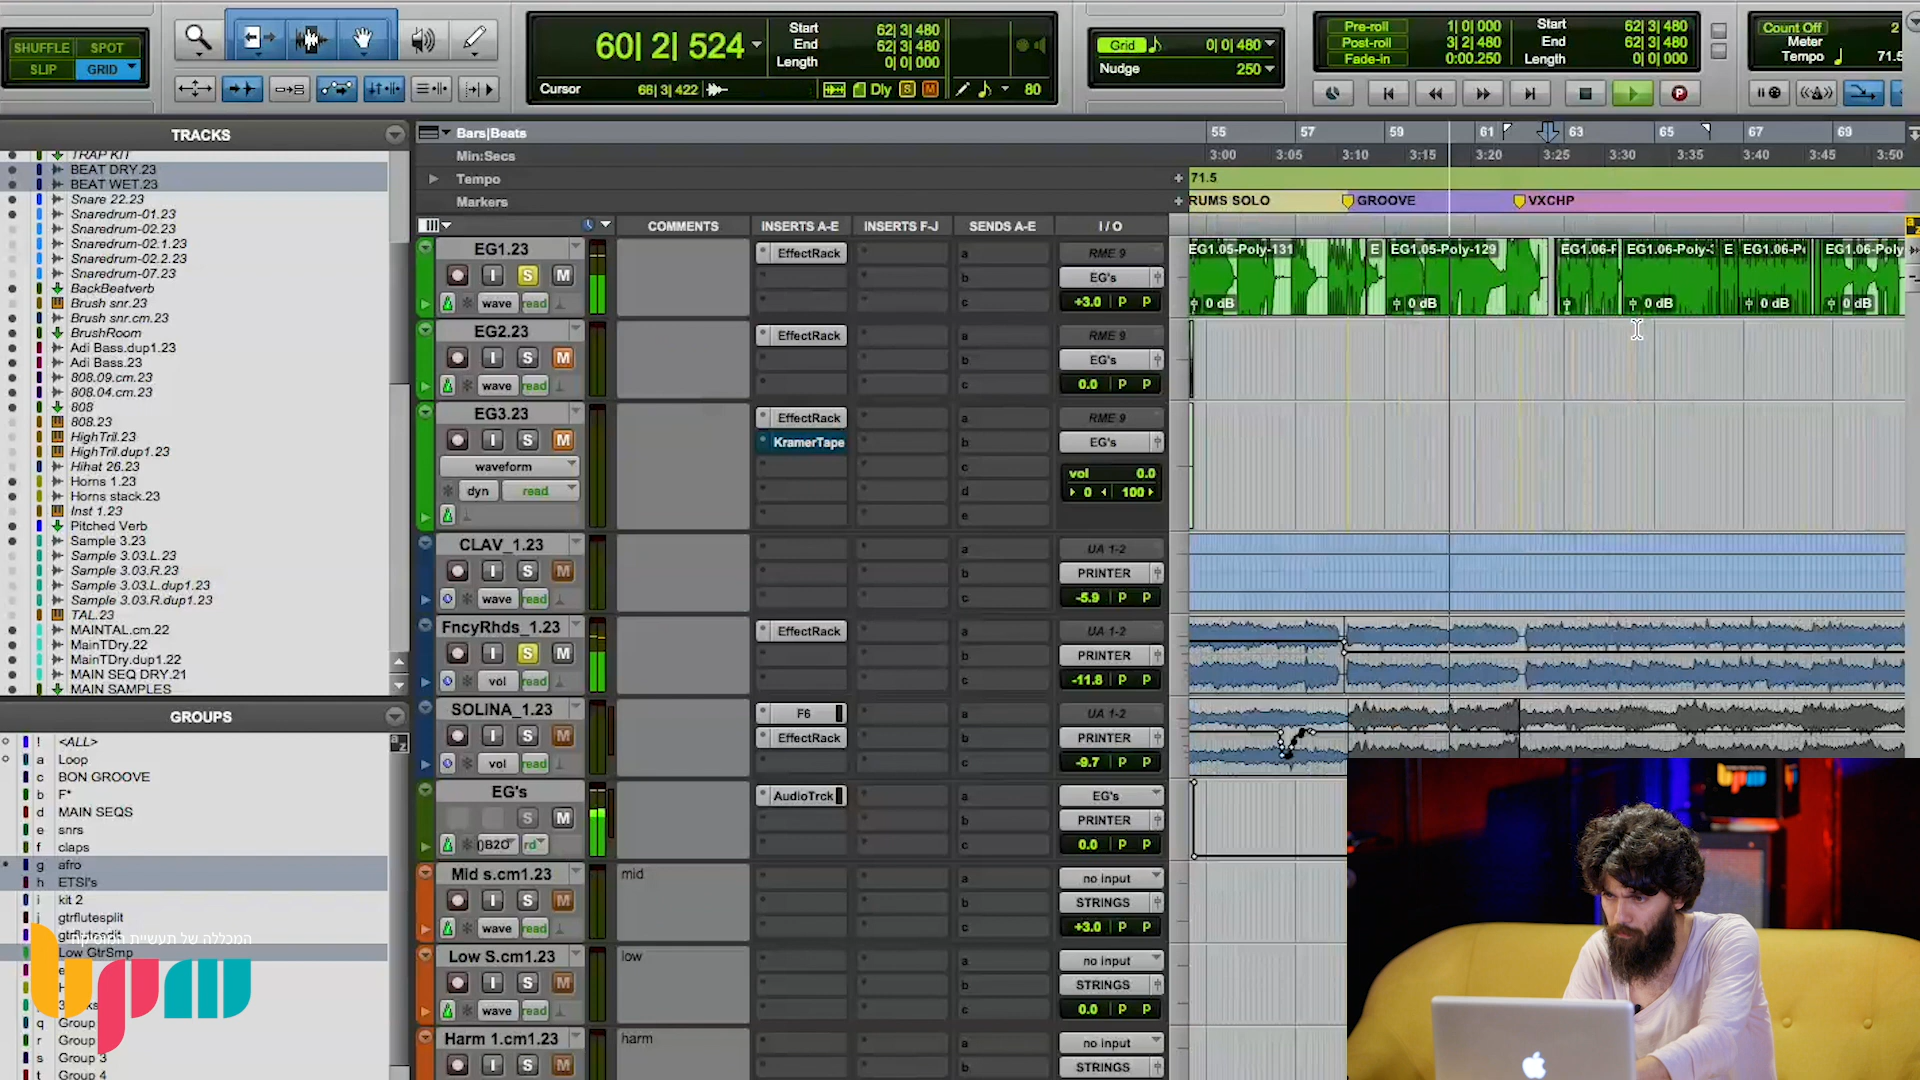 SHUFFLE SPOT
SLIP GRID
60| 2| 524
Start 62| 3| 480
End 62| 3| 480
Length 0| 0| 000
Cursor 66| 3| 422
Dly S M 80
Grid 0| 0| 480
Nudge 250
Pre-roll 1| 0| 000
Post-roll 3| 2| 480
Fade-in 0:00.250
Start 62| 3| 480
End 62| 3| 480
Length 0| 0| 000
Count Off 2
Meter
Tempo 71.5
TRACKS
TRAP KIT
BEAT DRY.23
BEAT WET.23
Snare 22.23
Snaredrum-01.23
Snaredrum-02.23
Snaredrum-02.1.23
Snaredrum-02.2.23
Snaredrum-07.23
BackBeatverb
Brush snr.23
Brush snr.cm.23
BrushRoom
Adi Bass.dup1.23
Adi Bass.23
808.09.cm.23
808.04.cm.23
808
808.23
HighTril.23
HighTril.dup1.23
Hihat 26.23
Horns 1.23
Horns stack.23
Inst 1.23
Pitched Verb
Sample 3.23
Sample 3.03.L.23
Sample 3.03.R.23
Sample 3.03.L.dup1.23
Sample 3.03.R.dup1.23
TAL.23
MAINTAL.cm.22
MainTDry.22
MainTDry.dup1.22
MAIN SEQ DRY.21
MAIN SAMPLES
GROUPS
! <ALL>
a Loop
c BON GROOVE
b F*
d MAIN SEQS
e snrs
f claps
g afro
h ETSI's
i kit 2
j gtrflutesplit
המכללה של תעשיית המוסיקה
Low GtrSmp
bpm
q Group
r Group
s Group 3
t Group 4
Bars|Beats 55 57 59 61 63 65 67 69
Min:Secs 3:00 3:05 3:10 3:15 3:20 3:25 3:30 3:35 3:40 3:45 3:50
Tempo 71.5
Markers RUMS SOLO GROOVE VXCHP
COMMENTS INSERTS A-E INSERTS F-J SENDS A-E I / O
EG1.23 EffectRack a RME 9
I S M b EG's
wave read c +3.0 P P
EG1.05-Poly-131 E EG1.05-Poly-129 EG1.06-F EG1.06-Poly- E EG1.06-P EG1.06-Poly
0 dB 0 dB 0 dB 0 dB 0 dB
EG2.23 EffectRack a RME 9
I S M b EG's
wave read c 0.0 P P
EG3.23 EffectRack a RME 9
I S M KramerTape b EG's
waveform c vol 0.0
dyn read d 0 100
e
CLAV_1.23 a UA 1-2
I S M b PRINTER
wave read c -5.9 P P
FncyRhds_1.23 EffectRack a UA 1-2
I S M b PRINTER
vol read c -11.8 P P
SOLINA_1.23 F6 a UA 1-2
I S M EffectRack b PRINTER
vol read c -9.7 P P
EG's AudioTrck a EG's
S M b PRINTER
rd c 0.0 P P
Mid s.cm1.23 mid a no input
I S M b STRINGS
wave read c +3.0 P P
Low S.cm1.23 low a no input
I S M b STRINGS
wave read c 0.0 P P
Harm 1.cm1.23 harm a no input
I S M b STRINGS